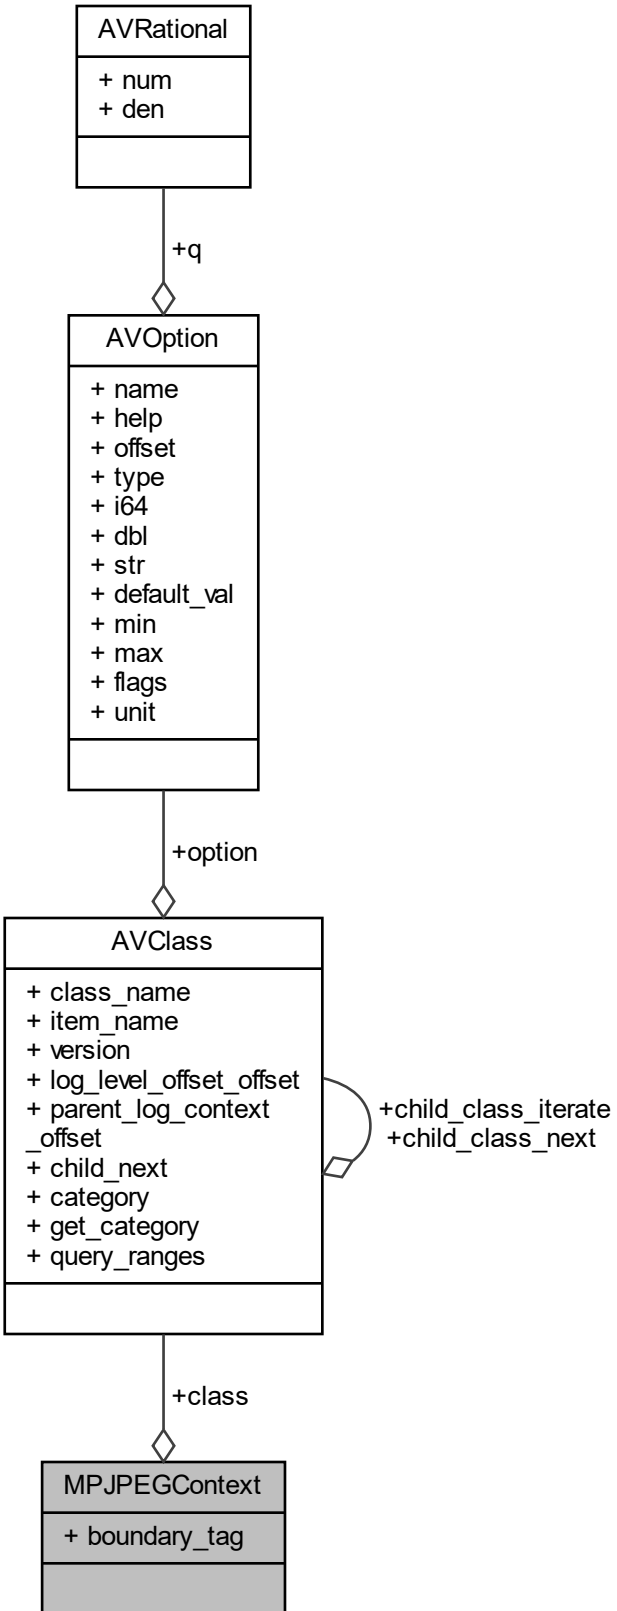 AVRational
+ num
+ den
+q
AVOption
+ name
+ help
+ offset
+ type
+ i64
+ dbl
+ str
+ default_val
+ min
+ max
+ flags
+ unit
+option
AVClass
+ class_name
+ item_name
+ version
+ log_level_offset_offset
+ parent_log_context
_offset
+ child_next
+ category
+ get_category
+ query_ranges
+child_class_iterate
+child_class_next
+class
MPJPEGContext
+ boundary_tag